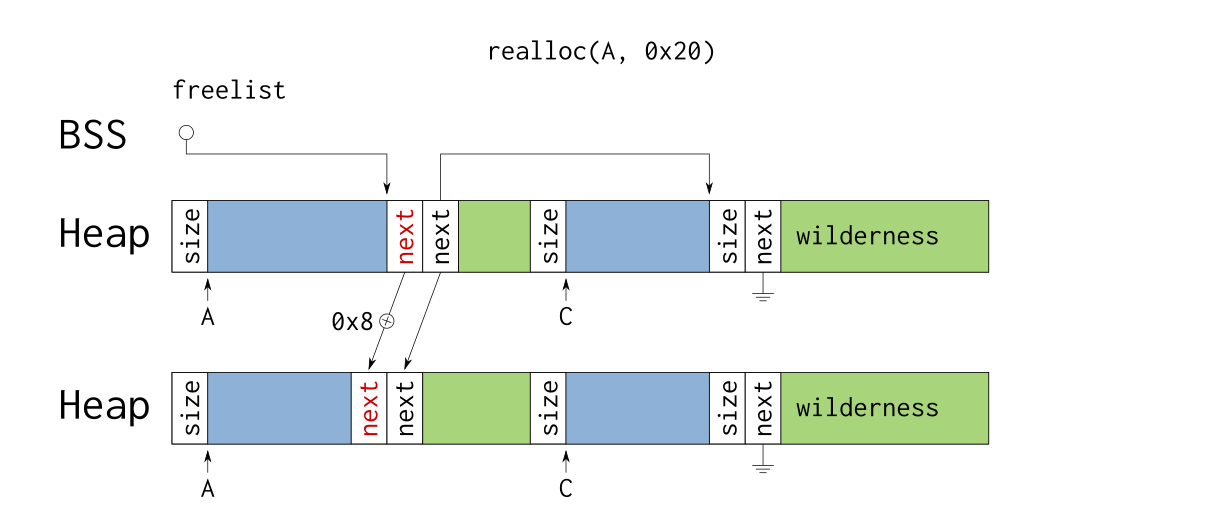 realloc(A, 0x20)
freelist
BSS
Heap size next next size size next wilderness
A C
0x8
Heap size next next size size next wilderness
A C